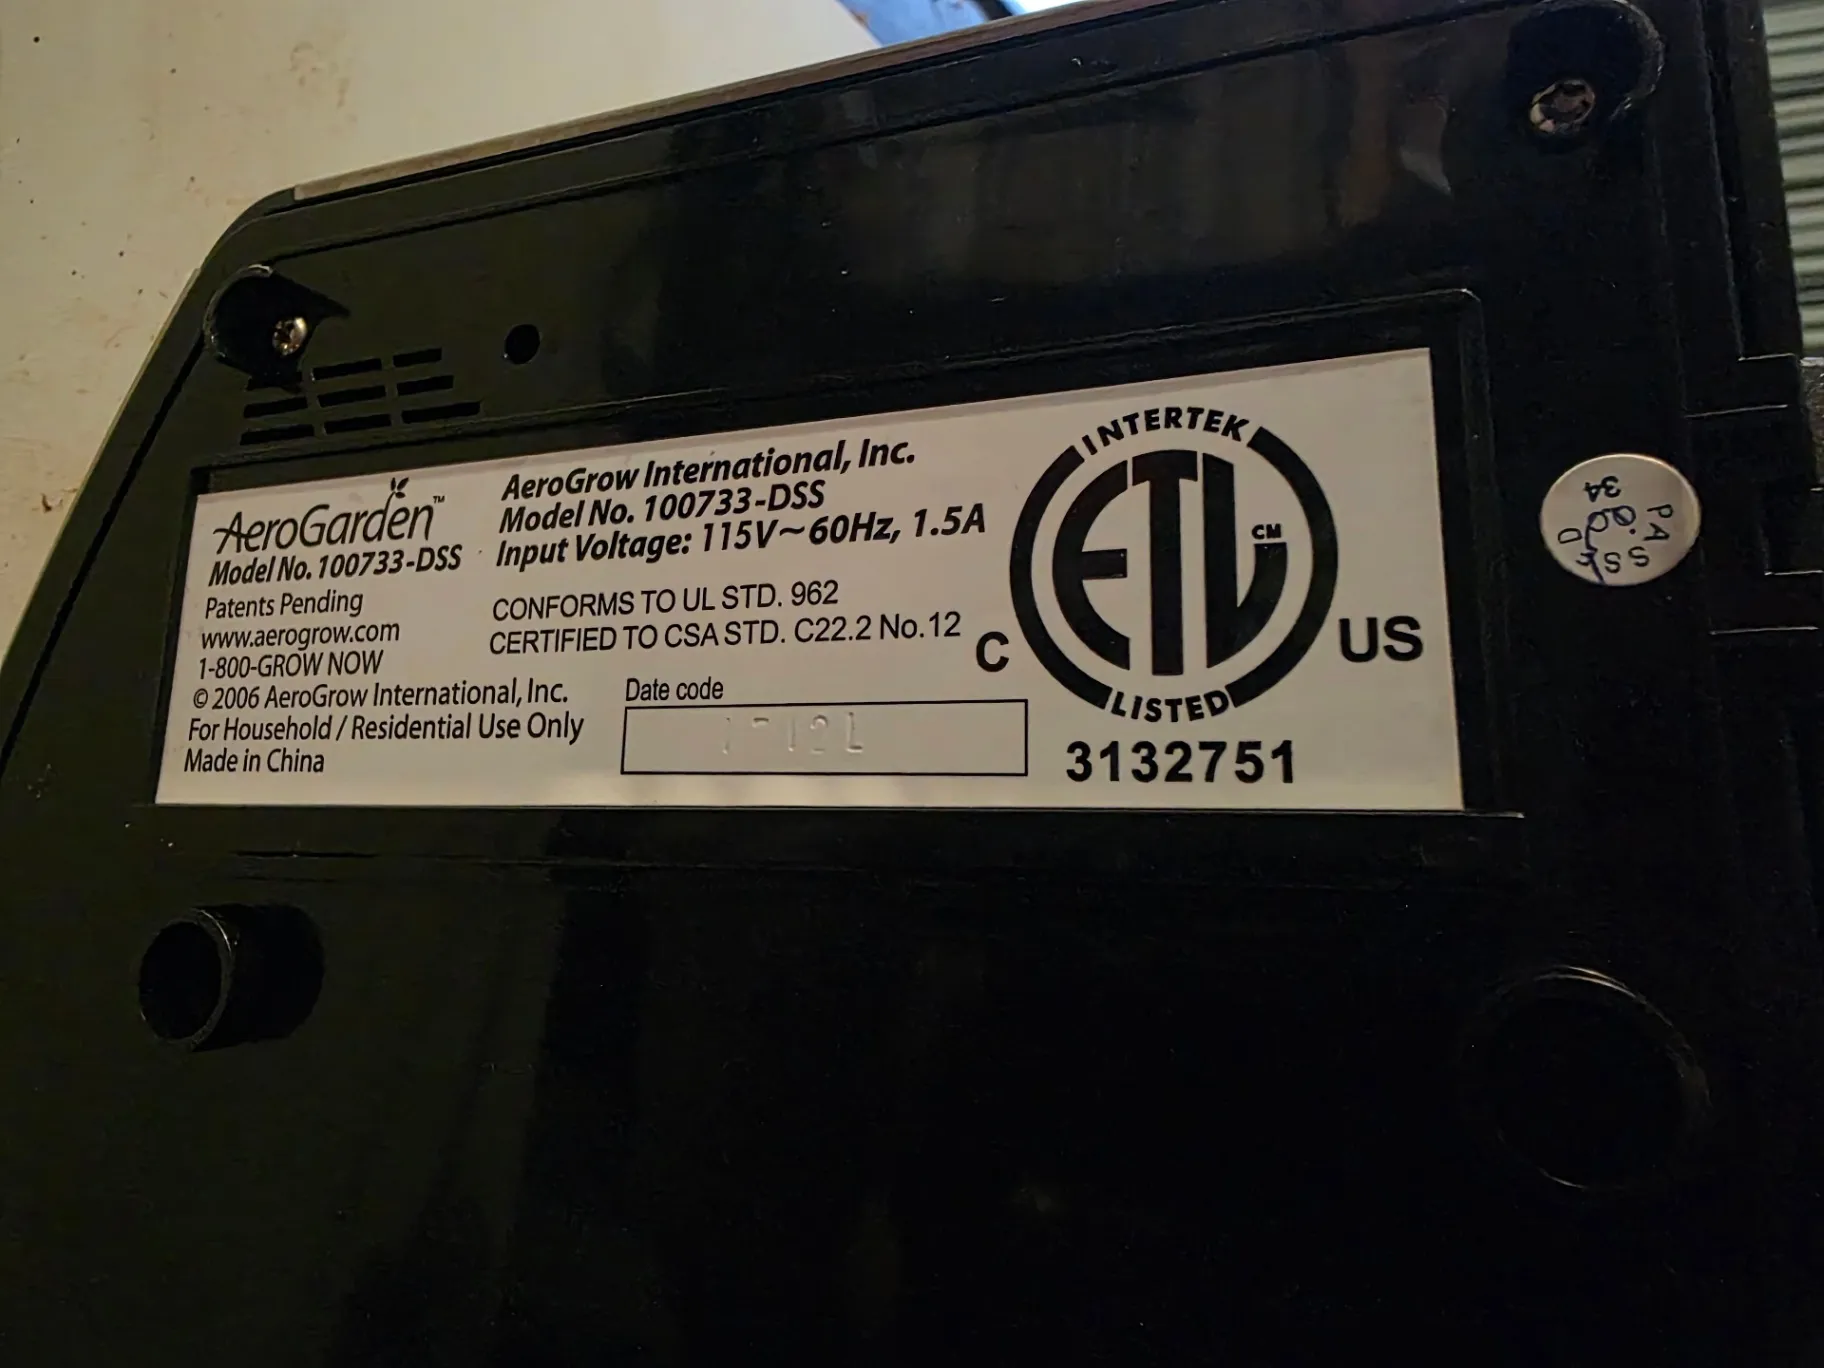 AeroGarden™
Model No. 100733-DSS
Patents Pending
www.aerogrow.com
1-800-GROW NOW
© 2006 AeroGrow International, Inc.
For Household / Residential Use Only
Made in China
AeroGrow International, Inc.
Model No. 100733-DSS
Input Voltage: 115V~60Hz, 1.5A
CONFORMS TO UL STD. 962
CERTIFIED TO CSA STD. C22.2 No.12
Date code
INTERTEK
ETL
CM
C
US
LISTED
3132751
PASSED
34